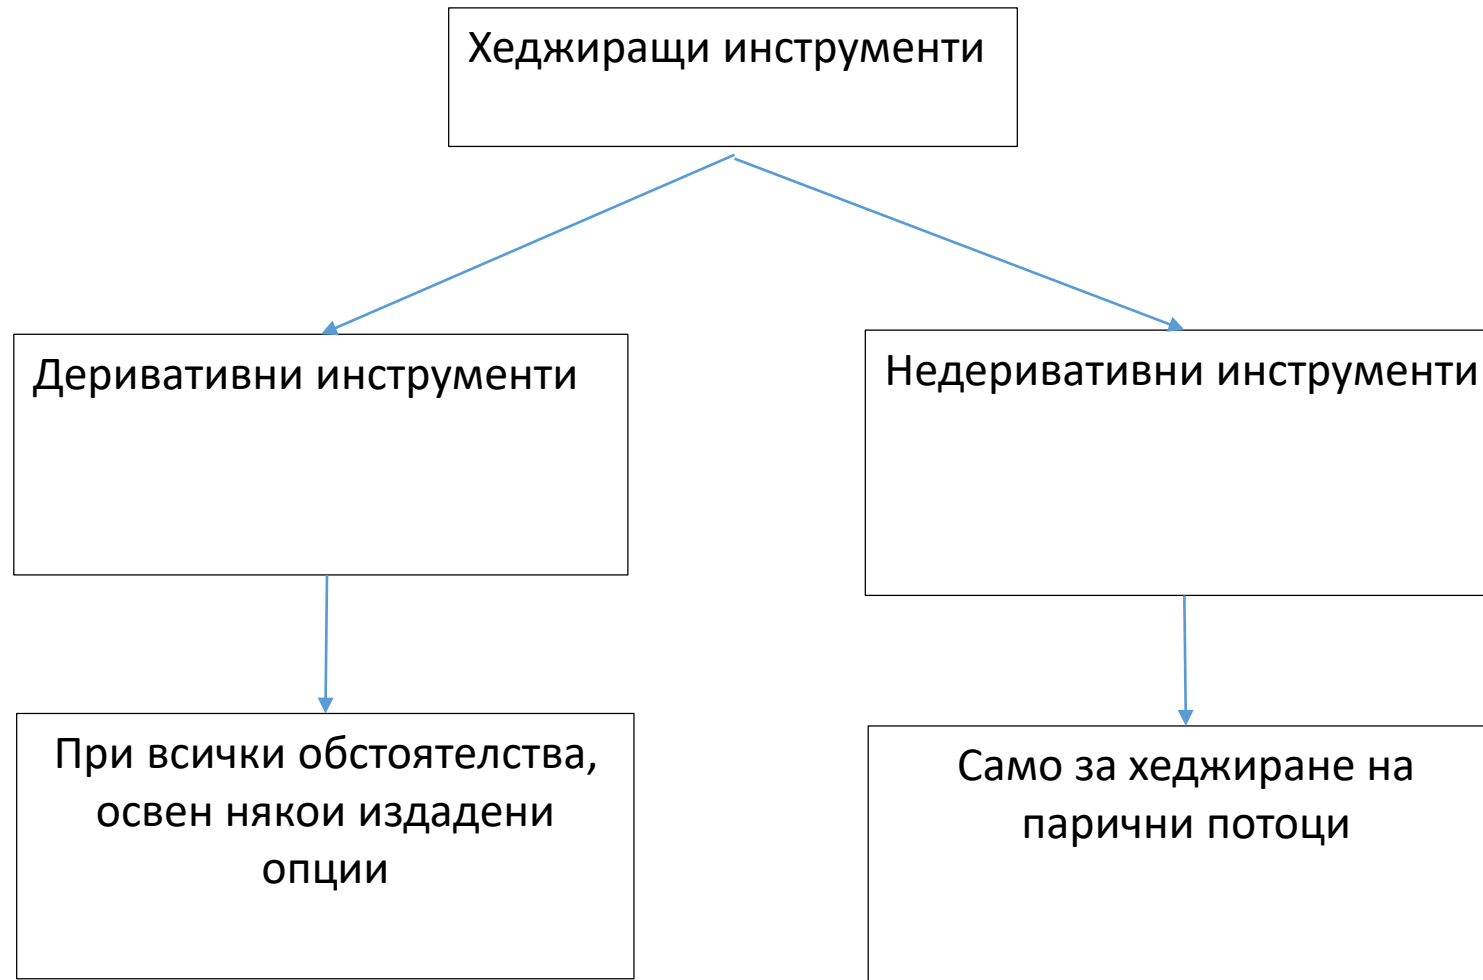 Хеджиращи инструменти
Деривативни инструменти
Недеривативни инструменти
При всички обстоятелства,
освен някои издадени
опции
Само за хеджиране на
парични потоци